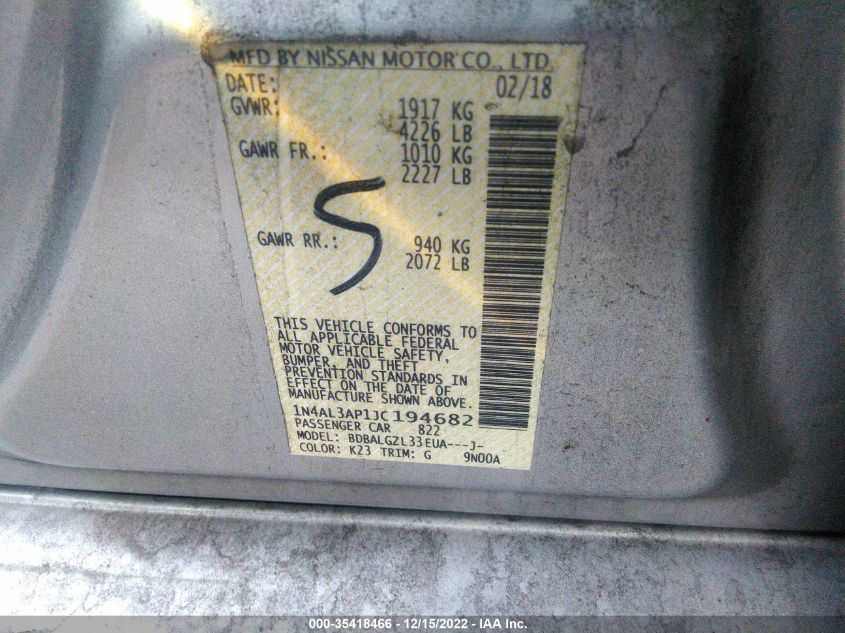 MFD BY NISSAN MOTOR CO., LTD.
DATE: 02/18
GVWR: 1917 KG
4226 LB
GAWR FR.: 1010 KG
2227 LB
S
GAWR RR.: 940 KG
2072 LB
THIS VEHICLE CONFORMS TO
ALL APPLICABLE FEDERAL
MOTOR VEHICLE SAFETY,
BUMPER, AND THEFT
PREVENTION STANDARDS IN
EFFECT ON THE DATE OF
MANUFACTURE SHOWN ABOVE.
1N4AL3AP1JC194682
PASSENGER CAR 822
MODEL: BDBALGZL33EUA---J-
COLOR: K23 TRIM: G 9N00A
000-35418466 - 12/15/2022 - IAA Inc.